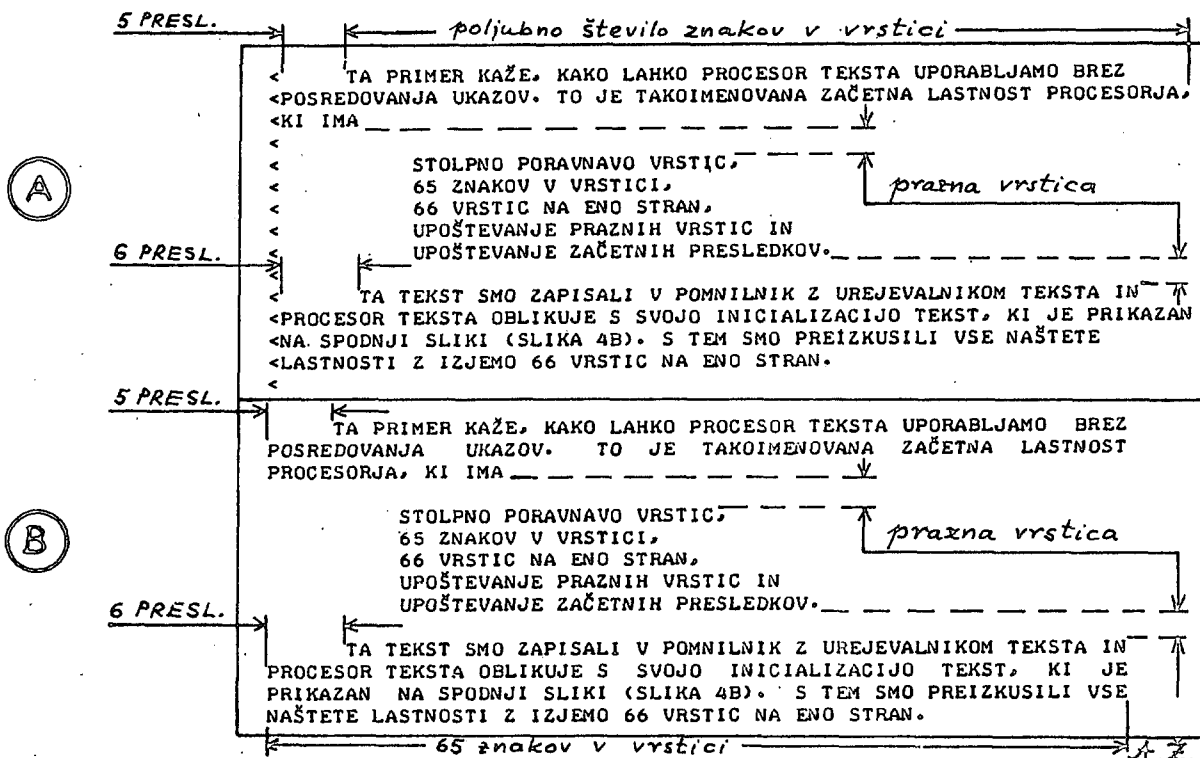 5 PRESL.
poljubno število znakov v vrstici
< TA PRIMER KAŽE, KAKO LAHKO PROCESOR TEKSTA UPORABLJAMO BREZ
<POSREDOVANJA UKAZOV. TO JE TAKOIMENOVANA ZAČETNA LASTNOST PROCESORJA,
<KI IMA
<
A
< STOLPNO PORAVNAVO VRSTIC,
< 65 ZNAKOV V VRSTICI,
prazna vrstica
< 66 VRSTIC NA ENO STRAN,
< UPOŠTEVANJE PRAZNIH VRSTIC IN
< UPOŠTEVANJE ZAČETNIH PRESLEDKOV.
6 PRESL.
<
< TA TEKST SMO ZAPISALI V POMNILNIK Z UREJEVALNIKOM TEKSTA IN
<PROCESOR TEKSTA OBLIKUJE S SVOJO INICIALIZACIJO TEKST, KI JE PRIKAZAN
<NA SPODNJI SLIKI (SLIKA 4B). S TEM SMO PREIZKUSILI VSE NAŠTETE
<LASTNOSTI Z IZJEMO 66 VRSTIC NA ENO STRAN.
<
5 PRESL.
TA PRIMER KAŽE, KAKO LAHKO PROCESOR TEKSTA UPORABLJAMO BREZ
POSREDOVANJA UKAZOV. TO JE TAKOIMENOVANA ZAČETNA LASTNOST
PROCESORJA, KI IMA
B
STOLPNO PORAVNAVO VRSTIC,
65 ZNAKOV V VRSTICI,
prazna vrstica
66 VRSTIC NA ENO STRAN,
UPOŠTEVANJE PRAZNIH VRSTIC IN
UPOŠTEVANJE ZAČETNIH PRESLEDKOV.
6 PRESL.
TA TEKST SMO ZAPISALI V POMNILNIK Z UREJEVALNIKOM TEKSTA IN
PROCESOR TEKSTA OBLIKUJE S SVOJO INICIALIZACIJO TEKST, KI JE
PRIKAZAN NA SPODNJI SLIKI (SLIKA 4B). S TEM SMO PREIZKUSILI VSE
NAŠTETE LASTNOSTI Z IZJEMO 66 VRSTIC NA ENO STRAN.
65 znakov v vrstici